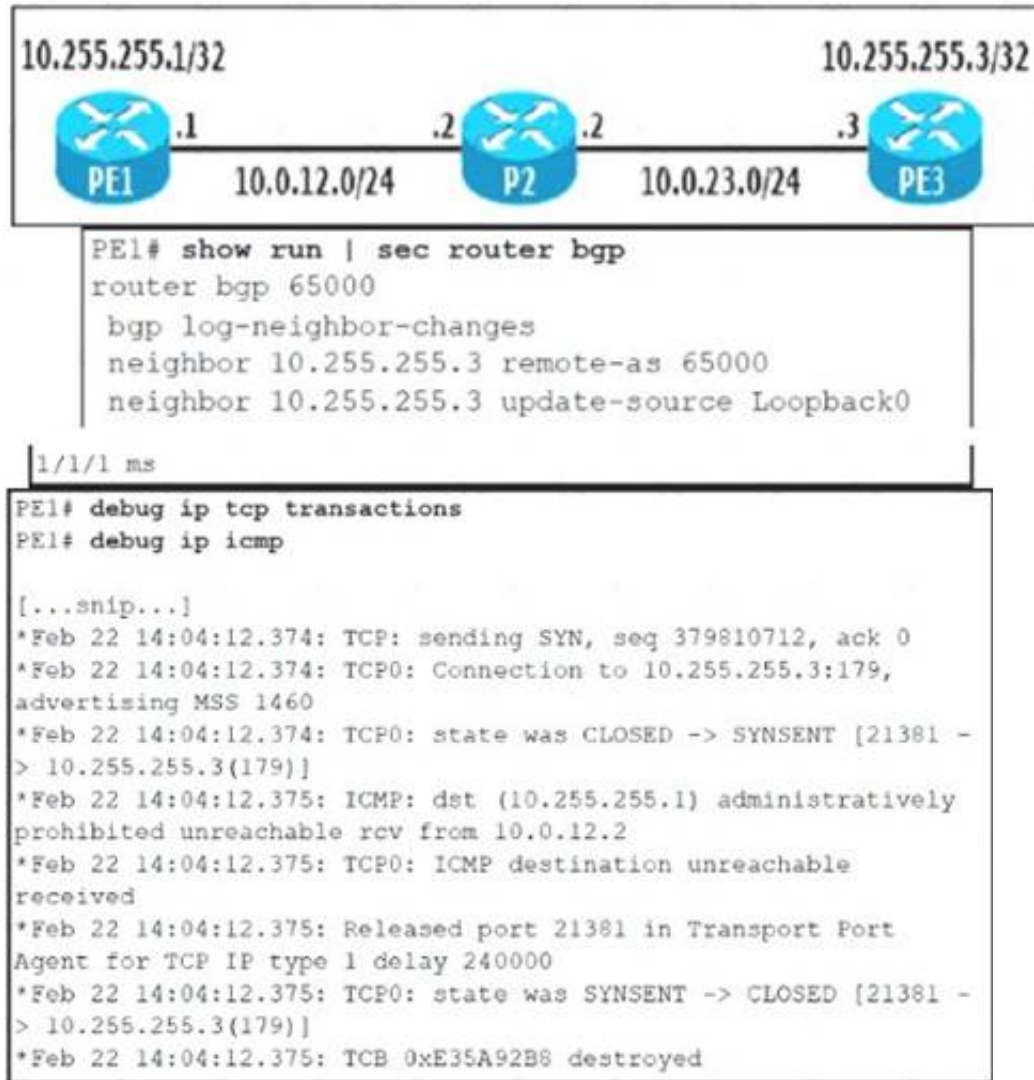 10.255.255.1/32
10.255.255.3/32
.1
.2
.2
.3
PE1
10.0.12.0/24
P2
10.0.23.0/24
PE3
PE1# show run | sec router bgp
router bgp 65000
bgp log-neighbor-changes
neighbor 10.255.255.3 remote-as 65000
neighbor 10.255.255.3 update-source Loopback0
1/1/1 ms
PE1# debug ip tcp transactions
PE1# debug ip icmp
[...snip...]
*Feb 22 14:04:12.374: TCP: sending SYN, seq 379810712, ack 0
*Feb 22 14:04:12.374: TCP0: Connection to 10.255.255.3:179,
advertising MSS 1460
*Feb 22 14:04:12.374: TCP0: state was CLOSED -> SYNSENT [21381 -
> 10.255.255.3(179)]
*Feb 22 14:04:12.375: ICMP: dst (10.255.255.1) administratively
prohibited unreachable rcv from 10.0.12.2
*Feb 22 14:04:12.375: TCP0: ICMP destination unreachable
received
*Feb 22 14:04:12.375: Released port 21381 in Transport Port
Agent for TCP IP type 1 delay 240000
*Feb 22 14:04:12.375: TCP0: state was SYNSENT -> CLOSED [21381 -
> 10.255.255.3(179)]
*Feb 22 14:04:12.375: TCB 0xE35A92B8 destroyed